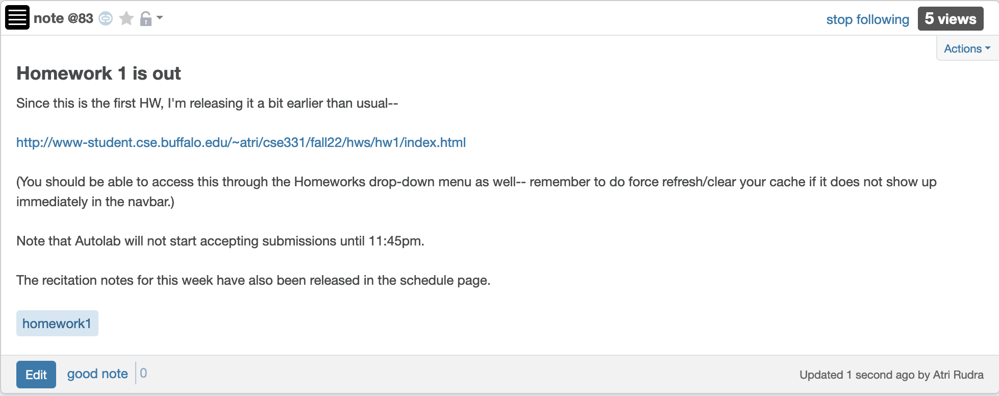 note @83
stop following
5 views
Actions
Homework 1 is out
Since this is the first HW, I'm releasing it a bit earlier than usual--
http://www-student.cse.buffalo.edu/~atri/cse331/fall22/hws/hw1/index.html
(You should be able to access this through the Homeworks drop-down menu as well-- remember to do force refresh/clear your cache if it does not show up
immediately in the navbar.)
Note that Autolab will not start accepting submissions until 11:45pm.
The recitation notes for this week have also been released in the schedule page.
homework1
Edit
good note
0
Updated 1 second ago by Atri Rudra